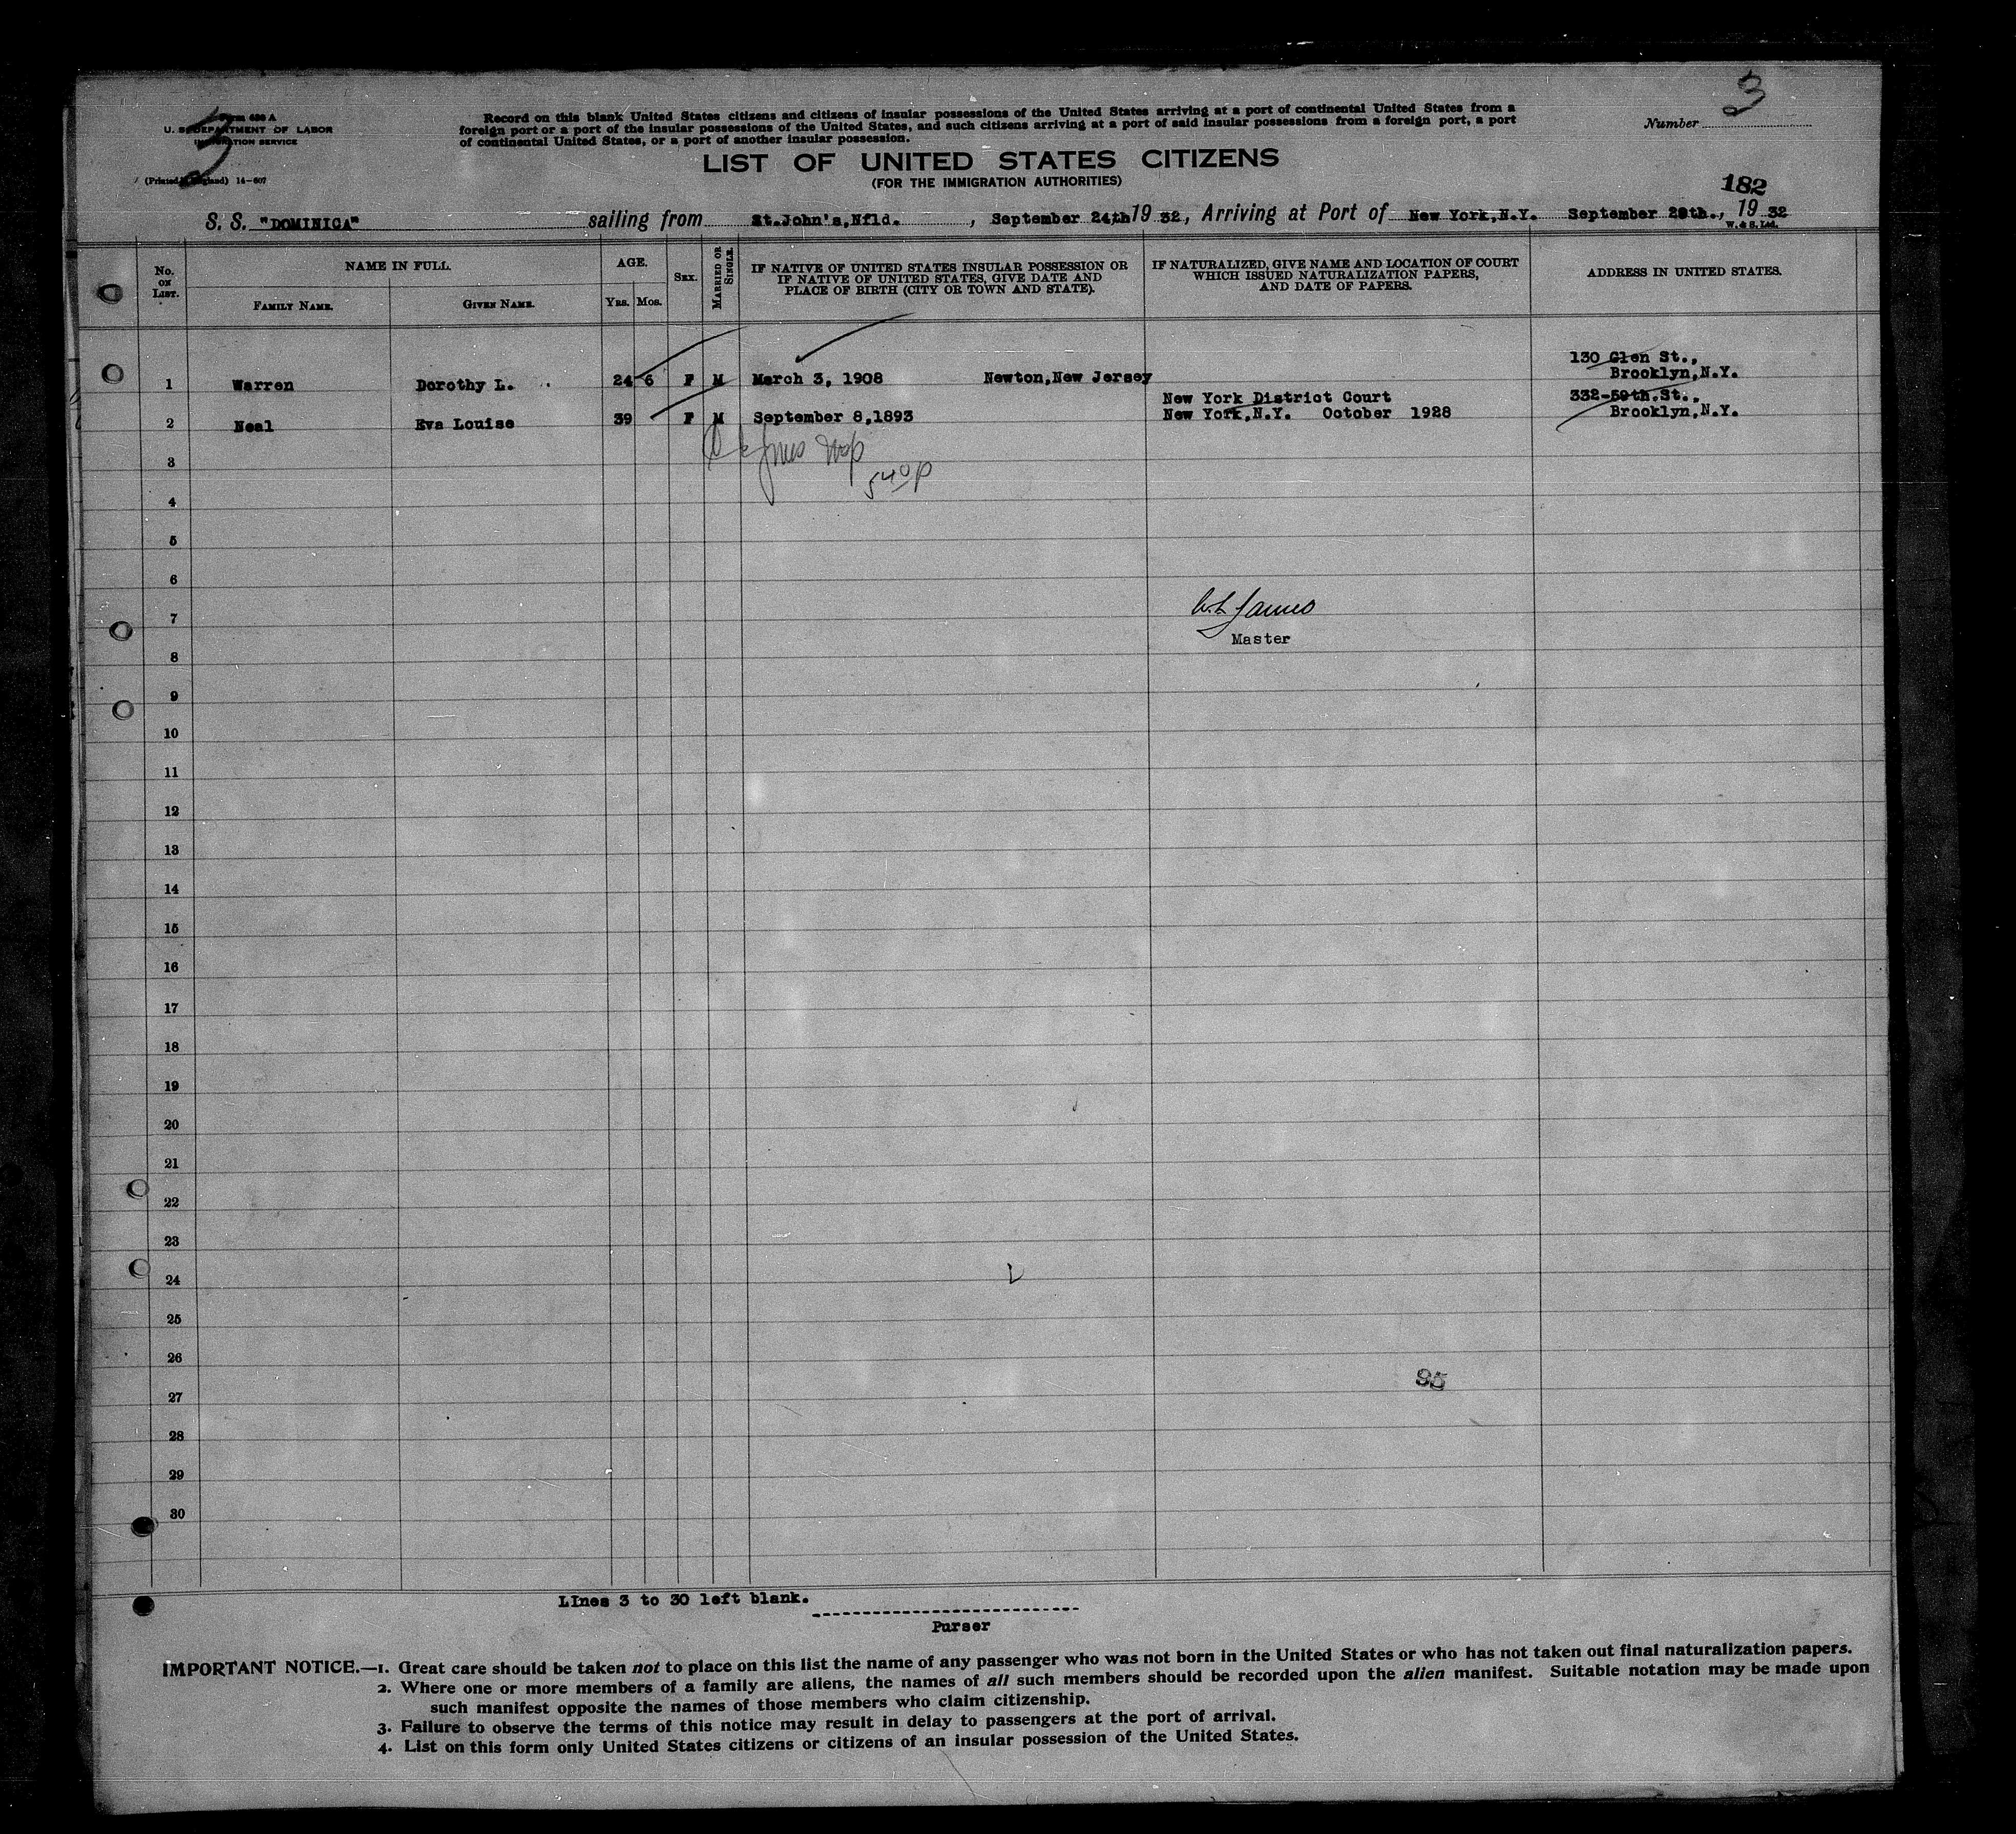 3
Form 630 A
U. S. DEPARTMENT OF LABOR
IMMIGRATION SERVICE
(Printed in England) 14—607
Record on this blank United States citizens and citizens of insular possessions of the United States arriving at a port of continental United States from a
foreign port or a port of the insular possessions of the United States, and such citizens arriving at a port of said insular possessions from a foreign port, a port
of continental United States, or a port of another insular possession.
Number
LIST OF UNITED STATES CITIZENS
(FOR THE IMMIGRATION AUTHORITIES)
182
S. S. "DOMINICA" sailing from St.John's,Nfld. , September 24th 19 32, Arriving at Port of New York,N.Y. September 28th., 19 32
W. & S. Ltd.
No. ON LIST. NAME IN FULL. AGE. SEX. MARRIED OR SINGLE. IF NATIVE OF UNITED STATES INSULAR POSSESSION OR IF NATIVE OF UNITED STATES, GIVE DATE AND PLACE OF BIRTH (CITY OR TOWN AND STATE). IF NATURALIZED, GIVE NAME AND LOCATION OF COURT WHICH ISSUED NATURALIZATION PAPERS, AND DATE OF PAPERS. ADDRESS IN UNITED STATES.
FAMILY NAME. GIVEN NAME. YRS. MOS.
130 Glen St.,
1 Warren Dorothy L. 24 6 F M March 3, 1908 Newton,New Jersey Brooklyn,N.Y.
New York District Court 332-59th.St.,
2 Neal Eva Louise 39 F M September 8,1893 New York,N.Y. October 1928 Brooklyn,N.Y.
3
540p
4
5
6
7 James
Master
8
9
10
11
12
13
14
15
16
17
18
19
20
21
22
23
24
25
26
85
27
28
29
30
LInes 3 to 30 left blank.
Purser
IMPORTANT NOTICE.—1. Great care should be taken not to place on this list the name of any passenger who was not born in the United States or who has not taken out final naturalization papers.
2. Where one or more members of a family are aliens, the names of all such members should be recorded upon the alien manifest. Suitable notation may be made upon
such manifest opposite the names of those members who claim citizenship.
3. Failure to observe the terms of this notice may result in delay to passengers at the port of arrival.
4. List on this form only United States citizens or citizens of an insular possession of the United States.